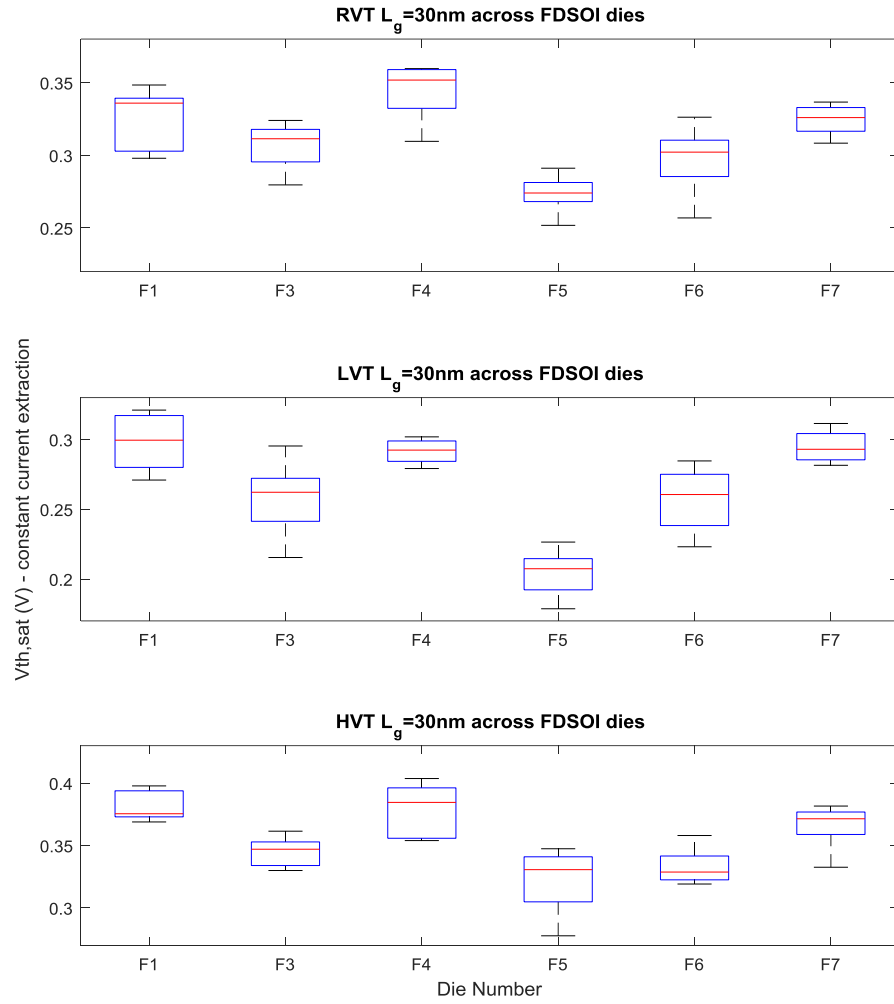 RVT Lg=30nm across FDSOI dies
0.35
0.3
0.25
F1 F3 F4 F5 F6 F7
LVT Lg=30nm across FDSOI dies
0.3
0.25
0.2
F1 F3 F4 F5 F6 F7
Vth,sat (V) - constant current extraction
HVT Lg=30nm across FDSOI dies
0.4
0.35
0.3
F1 F3 F4 F5 F6 F7
Die Number